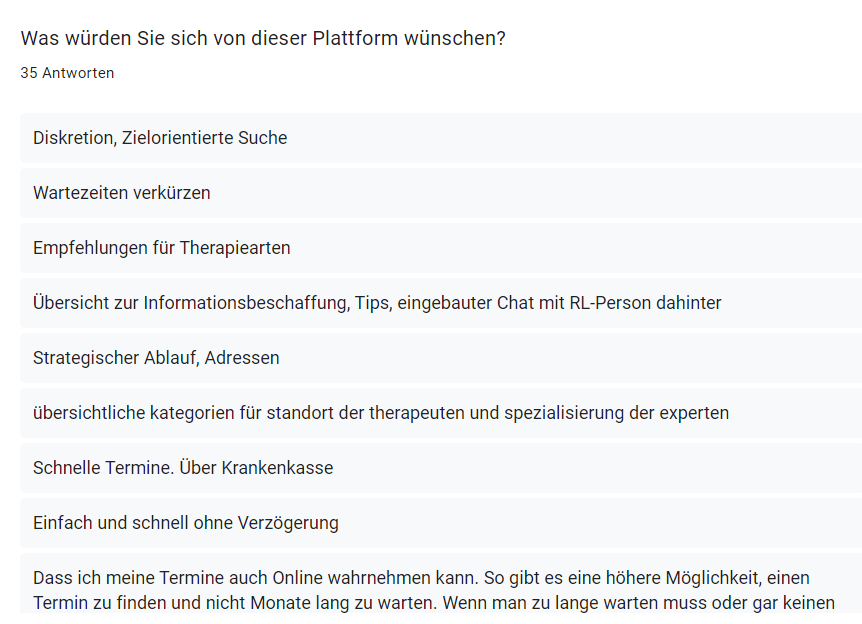 Was würden Sie sich von dieser Plattform wünschen?
35 Antworten
Diskretion, Zielorientierte Suche
Wartezeiten verkürzen
Empfehlungen für Therapiearten
Übersicht zur Informationsbeschaffung, Tips, eingebauter Chat mit RL-Person dahinter
Strategischer Ablauf, Adressen
übersichtliche kategorien für standort der therapeuten und spezialisierung der experten
Schnelle Termine. Über Krankenkasse
Einfach und schnell ohne Verzögerung
Dass ich meine Termine auch Online wahrnehmen kann. So gibt es eine höhere Möglichkeit, einen
Termin zu finden und nicht Monate lang zu warten. Wenn man zu lange warten muss oder gar keinen